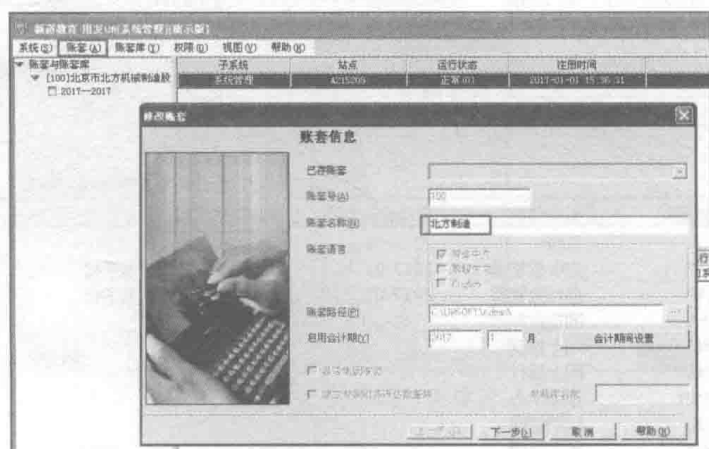 新道教育 用友U8[系统管理][演示版]
系统(S) 账套(A) 账套库(Y) 权限(O) 视图(V) 帮助(H)
账套与账套库
[100]北京市北方机械制造股
2017--2017
子系统 站点 运行状态 注册时间
系统管理 A215205 正常(0) 2017-01-01 15:36:31
修改账套
账套信息
已存账套
账套号(A) 100
账套名称(N) 北方制造
账套语言
简体中文
繁體中文
English
账套路径(P)
启用会计期(Y) 2017 1 月 会计期间设置
下一步(>) 取消 帮助(H)